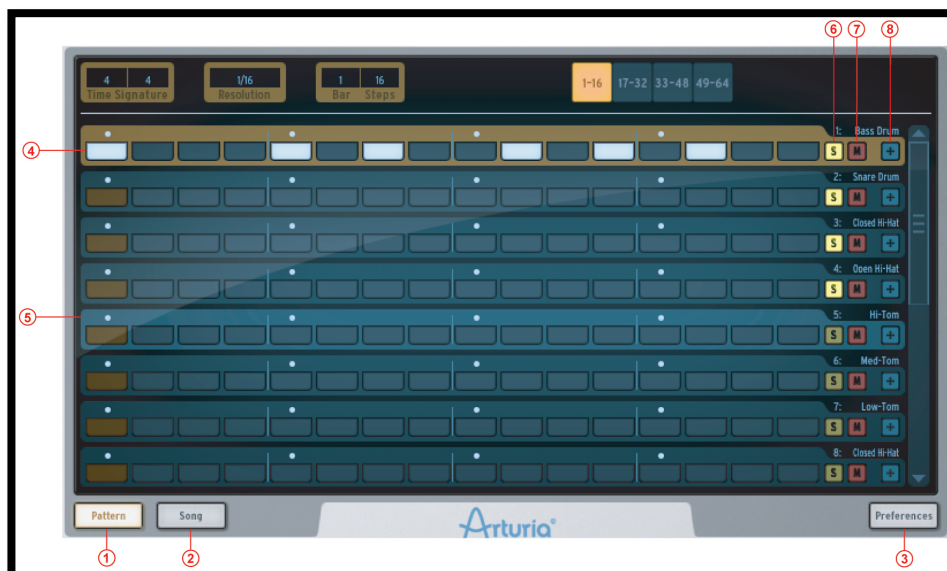 6 7 8
4 4 1/16 1 16 1-16 17-32 33-48 49-64
Time Signature Resolution Bar Steps
1: Bass Drum
4 S M +
2: Snare Drum
S M +
3: Closed Hi-Hat
S M +
4: Open Hi-Hat
S M +
5 5: Hi-Tom
S M +
6: Med-Tom
S M +
7: Low-Tom
S M +
8: Closed Hi-Hat
S M +
Pattern Song Arturia® Preferences
1 2 3